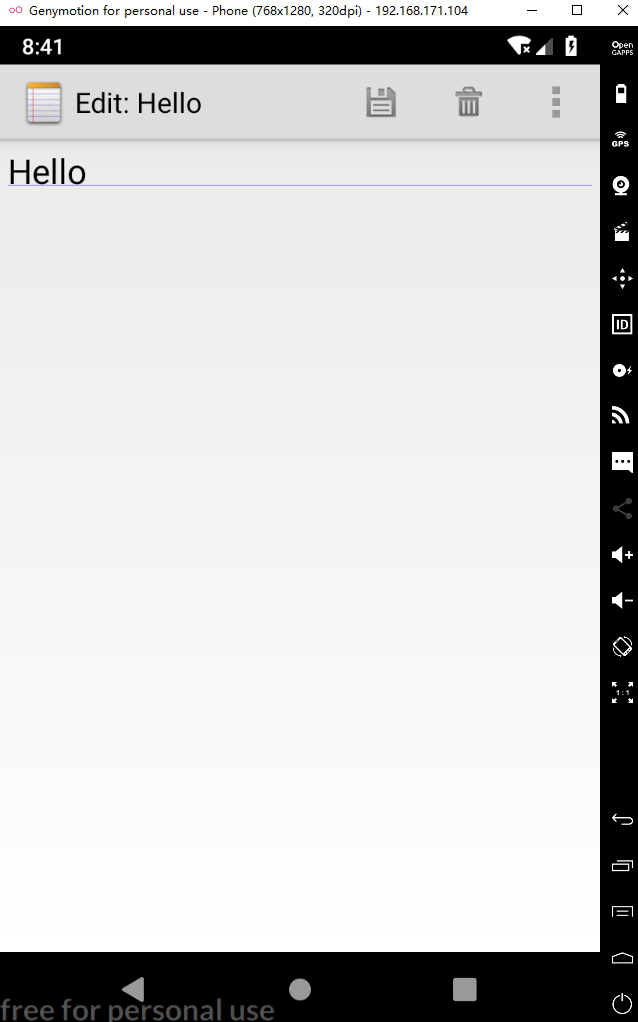 Genymotion for personal use - Phone (768x1280, 320dpi) - 192.168.171.104
8:41
Open
GAPPS
Edit: Hello
GPS
Hello
ID
1:1
free for personal use